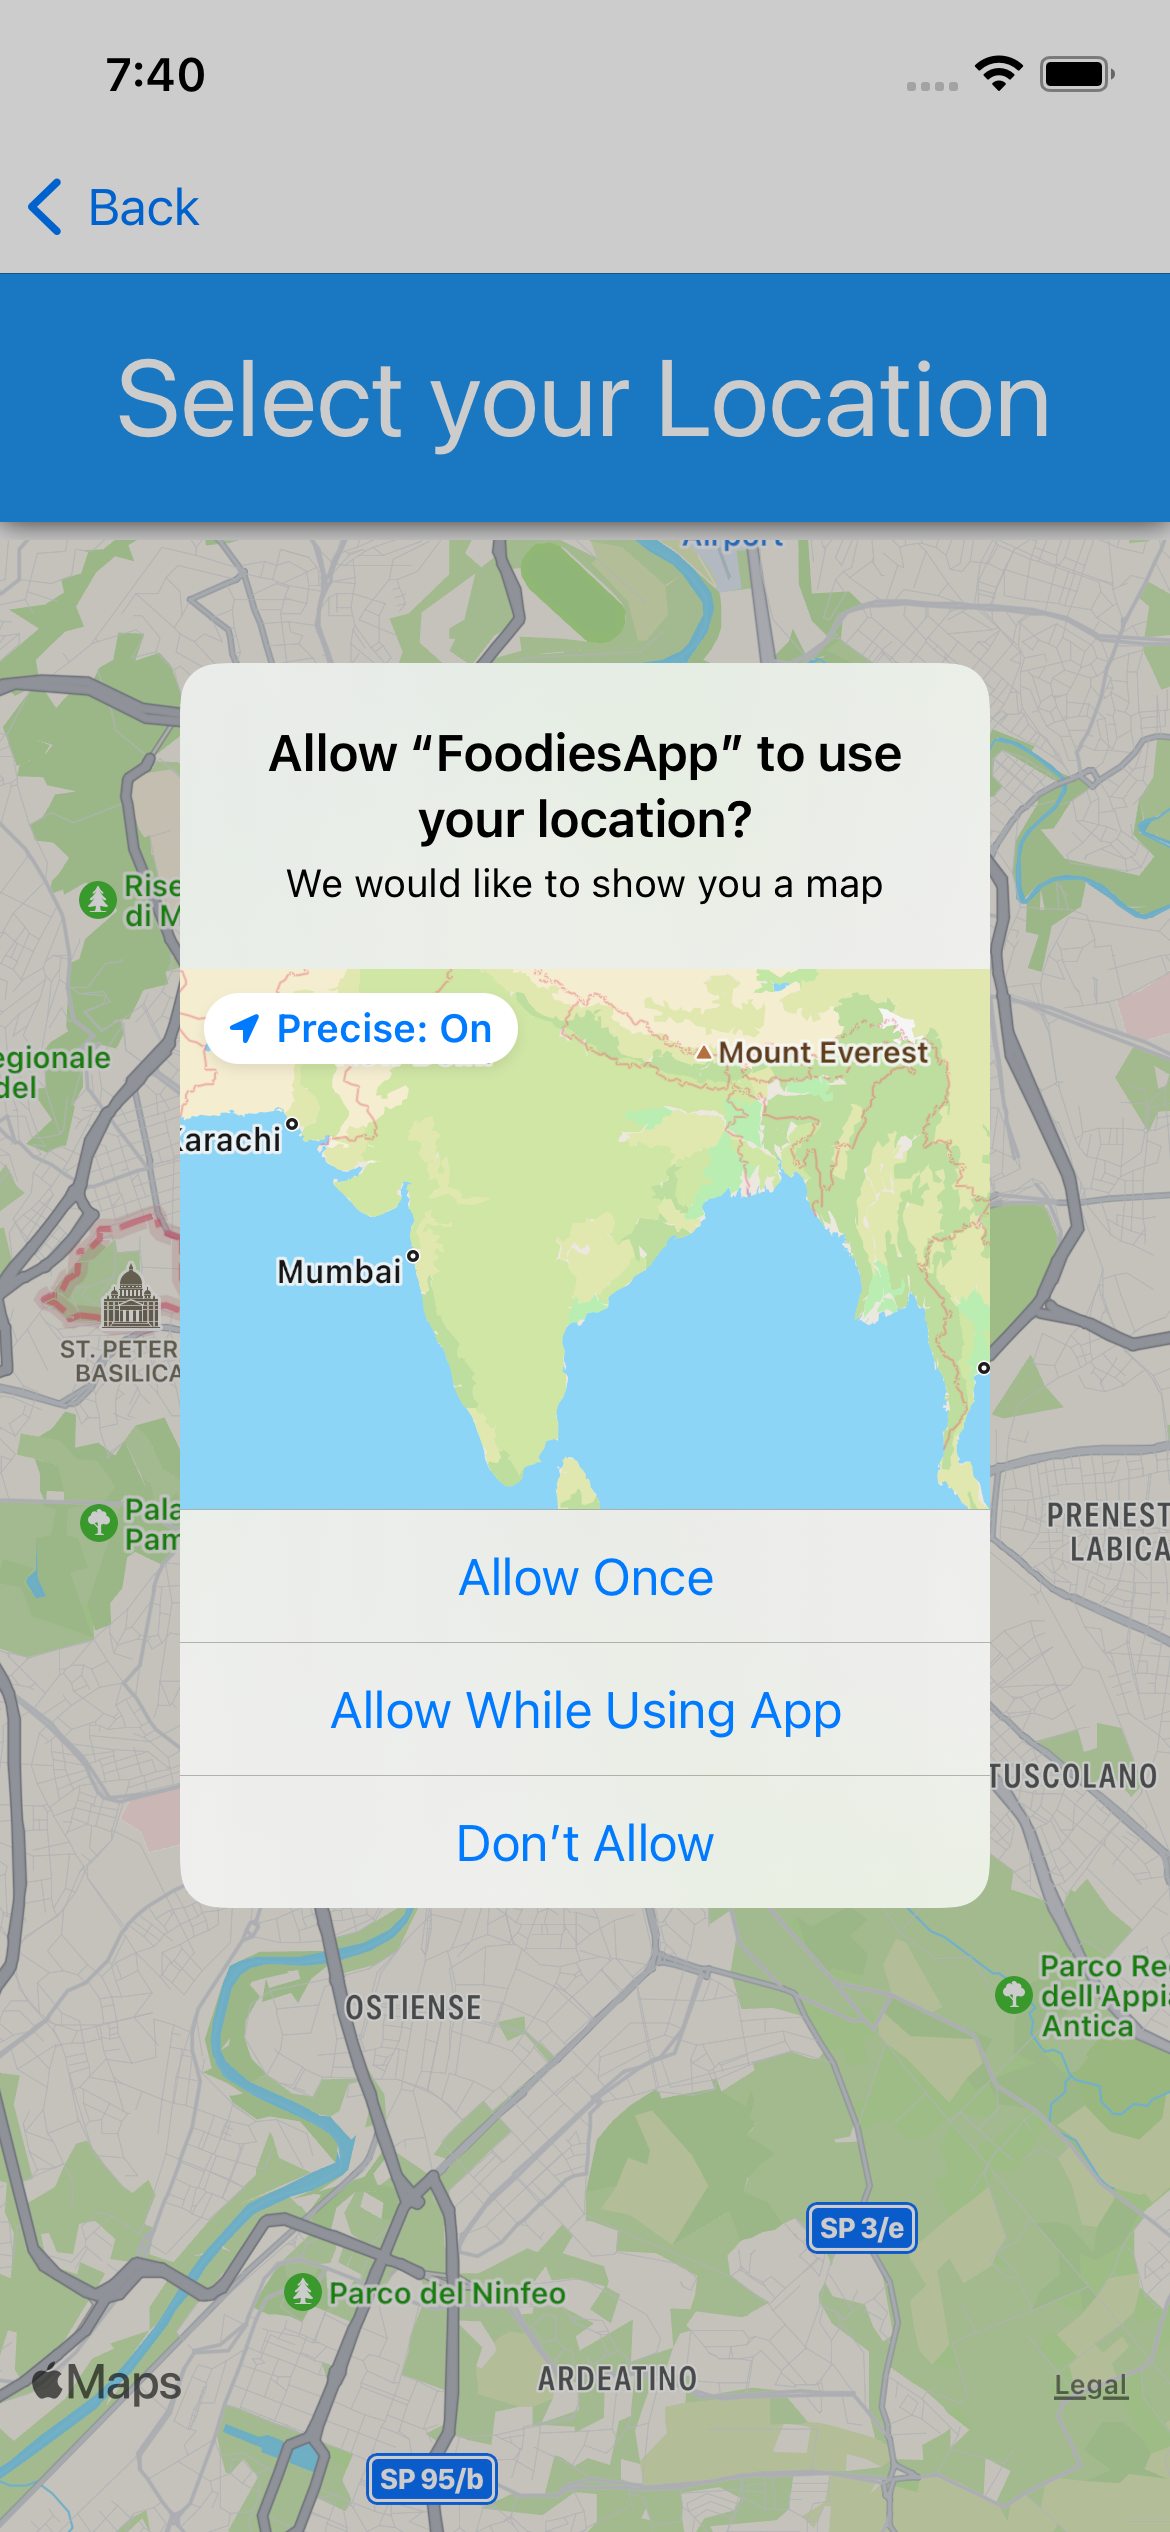 7:40
Back
Select your Location
Airport
Allow “FoodiesApp” to use
your location?
We would like to show you a map
Precise: On
Mount Everest
Karachi
Mumbai
Allow Once
Allow While Using App
Don’t Allow
Rise
di M
egionale
del
ST. PETER
BASILICA
Pala
Pam
PRENEST
LABICA
TUSCOLANO
OSTIENSE
Parco Re
dell'Appi
Antica
SP 3/e
Parco del Ninfeo
ARDEATINO
Maps
Legal
SP 95/b